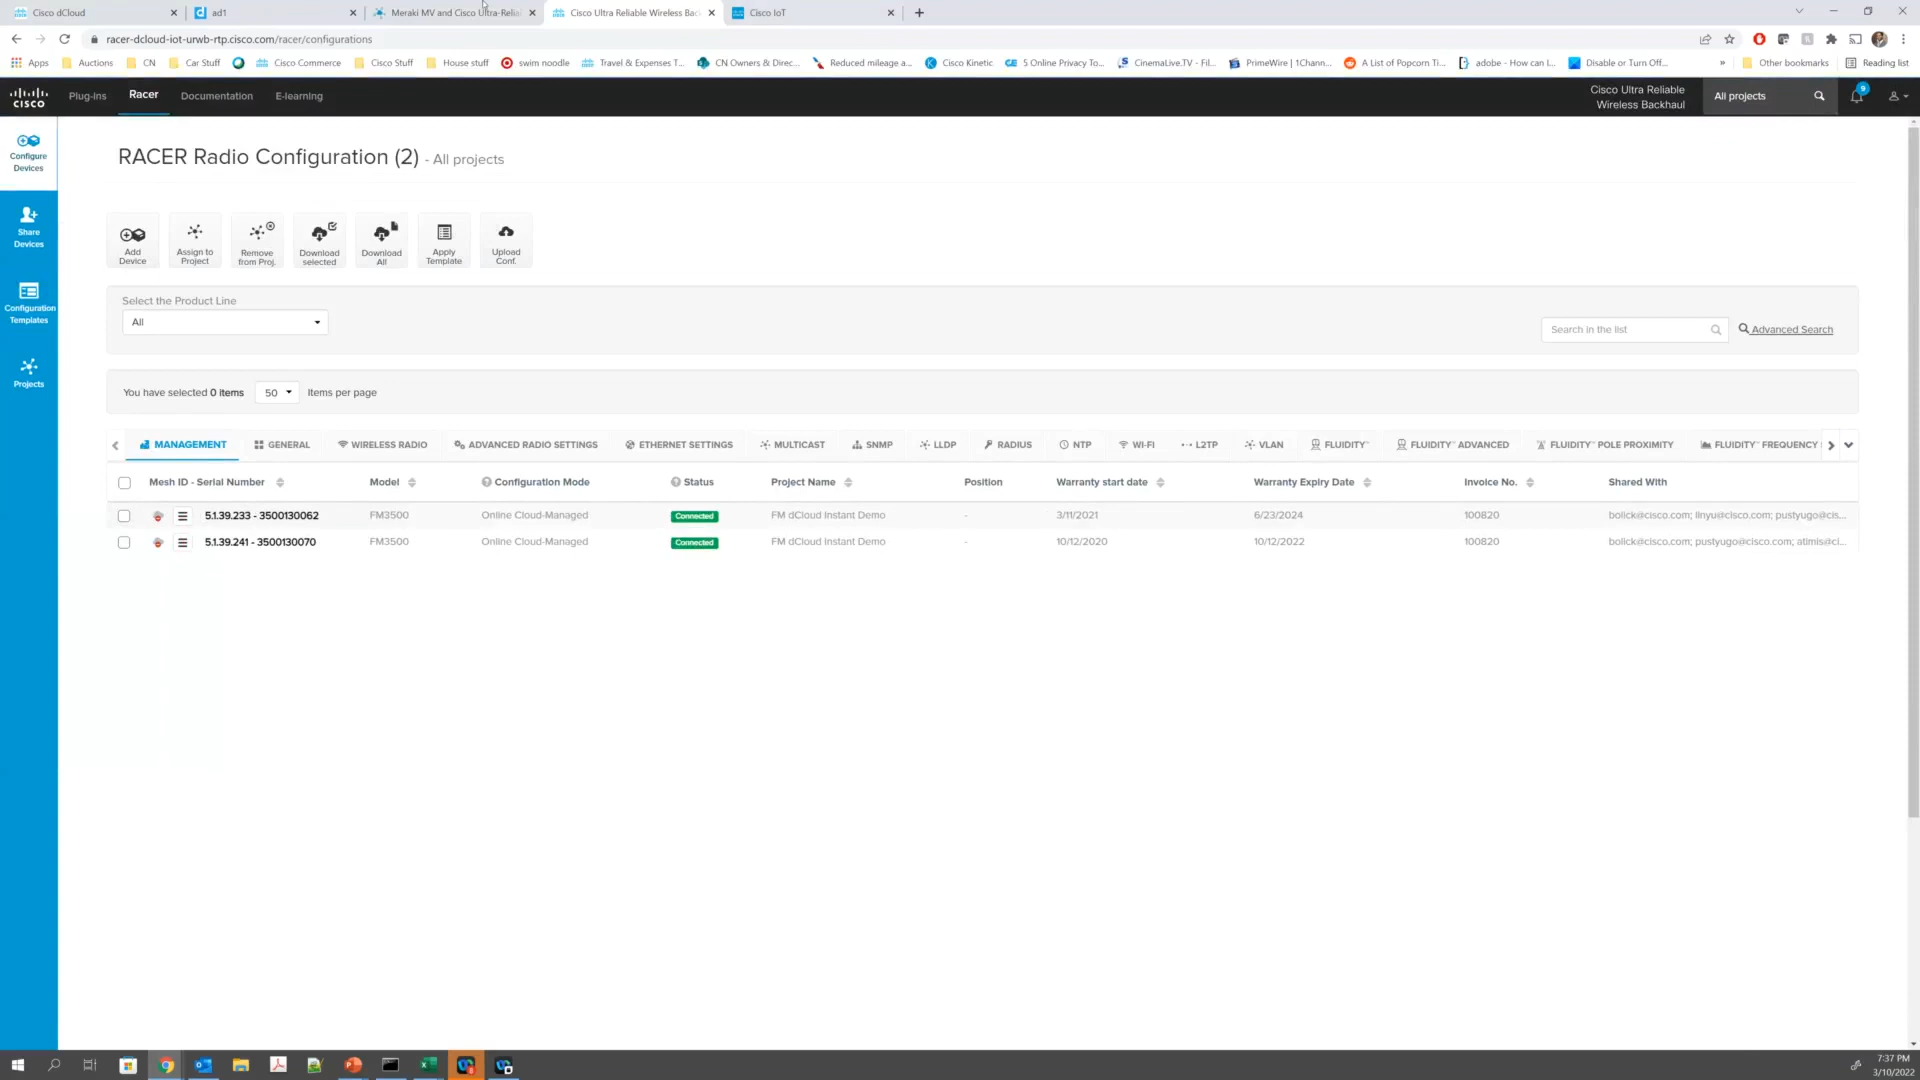 Cisco dCloud
ad1
Meraki MV and Cisco Ultra-Relia
Cisco Ultra Reliable Wireless Bac
Cisco IoT
racer-dcloud-iot-urwb-rtp.cisco.com/racer/configurations
Apps
Auctions
CN
Car Stuff
Cisco Commerce
Cisco Stuff
House stuff
swim noodle
Travel & Expenses T...
CN Owners & Direc...
Reduced mileage a...
Cisco Kinetic
5 Online Privacy To...
CinemaLive.TV - Fil...
PrimeWire | 1Chann...
A List of Popcorn Ti...
adobe - How can I...
Disable or Turn Off...
»
Other bookmarks
Reading list
CISCO
Plug-ins
Racer
Documentation
E-learning
Cisco Ultra Reliable
Wireless Backhaul
All projects
9
Configure
Devices
Share
Devices
Configuration
Templates
Projects
RACER Radio Configuration (2) - All projects
Add
Device
Assign to
Project
Remove
from Proj.
Download
selected
Download
All
Apply
Template
Upload
Conf.
Select the Product Line
All
Search in the list
Advanced Search
You have selected 0 items
50
Items per page
MANAGEMENT
GENERAL
WIRELESS RADIO
ADVANCED RADIO SETTINGS
ETHERNET SETTINGS
MULTICAST
SNMP
LLDP
RADIUS
NTP
WI-FI
L2TP
VLAN
FLUIDITY™
FLUIDITY™ ADVANCED
FLUIDITY™ POLE PROXIMITY
FLUIDITY™ FREQUENCY
Mesh ID - Serial Number Model Configuration Mode Status Project Name Position Warranty start date Warranty Expiry Date Invoice No. Shared With
5.1.39.233 - 3500130062 FM3500 Online Cloud-Managed Connected FM dCloud Instant Demo - 3/11/2021 6/23/2024 100820 bolick@cisco.com; linyu@cisco.com; pustyugo@cis...
5.1.39.241 - 3500130070 FM3500 Online Cloud-Managed Connected FM dCloud Instant Demo - 10/12/2020 10/12/2022 100820 bolick@cisco.com; pustyugo@cisco.com; atimis@ci...
7:37 PM
3/10/2022